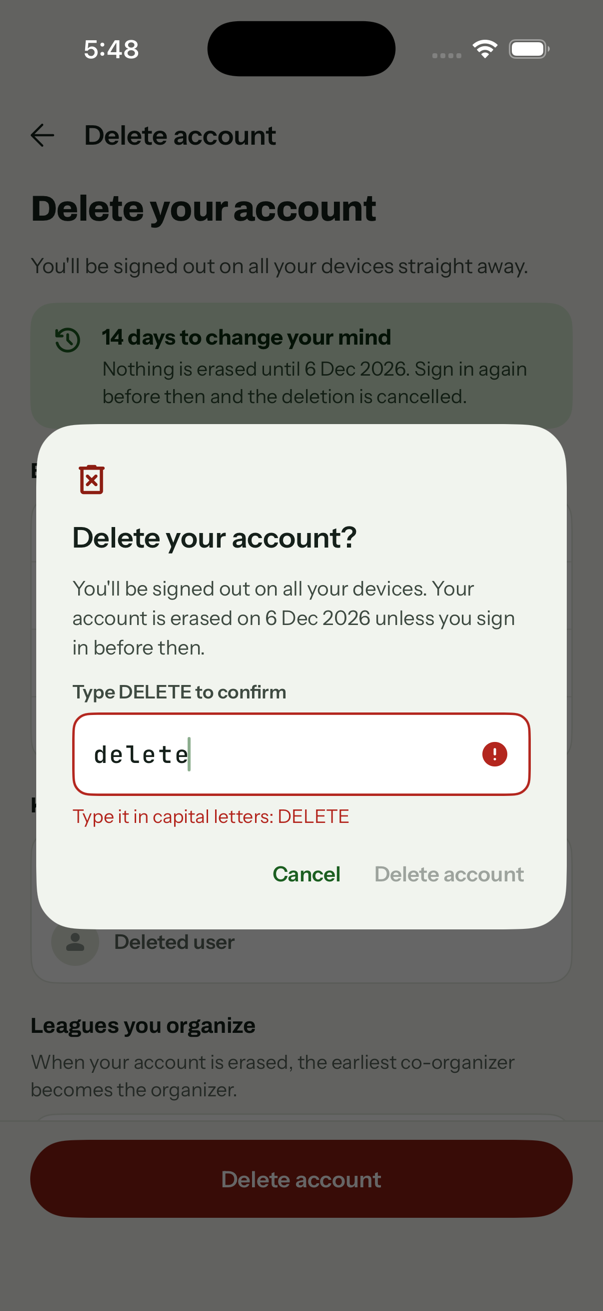 5:48
Delete account
Delete your account
You'll be signed out on all your devices straight away.
14 days to change your mind
Nothing is erased until 6 Dec 2026. Sign in again
before then and the deletion is cancelled.
Delete your account?
You'll be signed out on all your devices. Your
account is erased on 6 Dec 2026 unless you sign
in before then.
Type DELETE to confirm
delete
Type it in capital letters: DELETE
Cancel
Delete account
Deleted user
Leagues you organize
When your account is erased, the earliest co-organizer
becomes the organizer.
Delete account